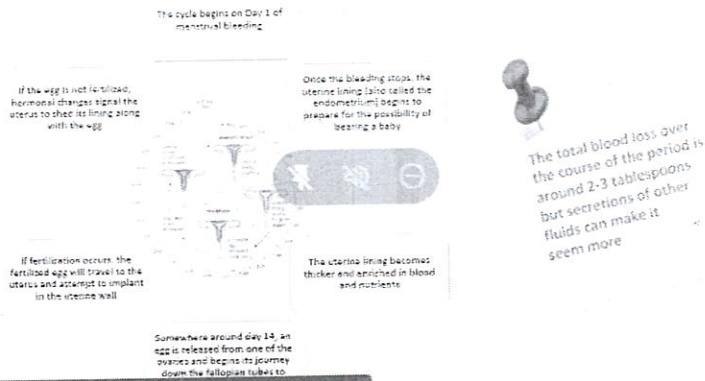 The cycle begins on Day 1 of
menstrual bleeding
Once the bleeding stops, the
uterine lining (also called the
endometrium) begins to
prepare for the possibility of
bearing a baby
If the egg is not fertilized,
hormonal changes signal the
uterus to shed its lining along
with the egg
The total blood loss over
the course of the period is
around 2-3 tablespoons
but secretions of other
fluids can make it
seem more
The uterine lining becomes
thicker and enriched in blood
and nutrients
If fertilization occurs, the
fertilized egg will travel to the
uterus and attempt to implant
in the uterine wall
Somewhere around day 14, an
egg is released from one of the
ovaries and begins its journey
down the fallopian tubes to